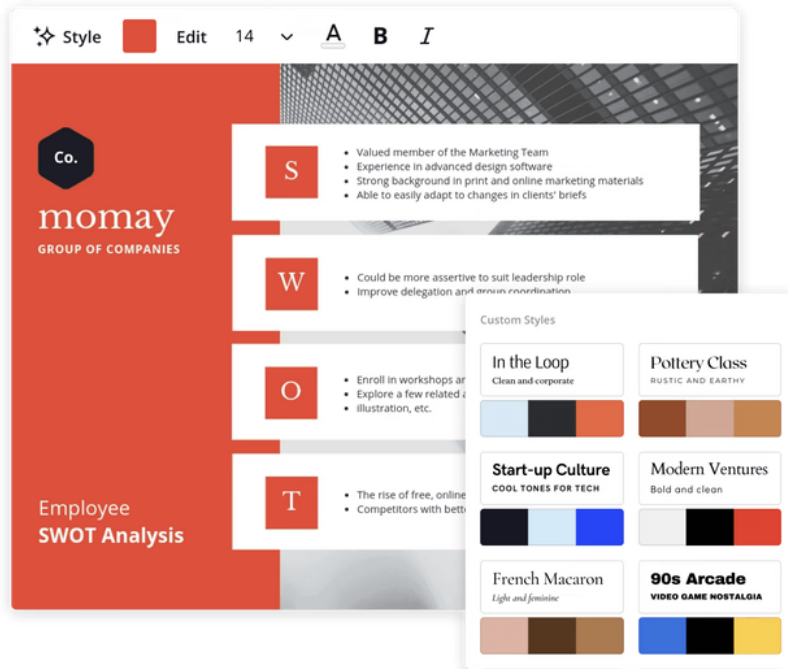 Style Edit 14 A B I
Co.
momay
GROUP OF COMPANIES
Employee
SWOT Analysis
S
Valued member of the Marketing Team
Experience in advanced design software
Strong background in print and online marketing materials
Able to easily adapt to changes in clients' briefs
W
Could be more assertive to suit leadership role
Improve delegation and group coordination
O
Enroll in workshops
Explore a few related
illustration, etc.
T
The rise of free, online
Competitors with
Custom Styles
In the Loop
Clean and corporate
Pottery Class
RUSTIC AND EARTHY
Start-up Culture
COOL TONES FOR TECH
Modern Ventures
Bold and clean
French Macaron
Light and feminine
90s Arcade
VIDEO GAME NOSTALGIA